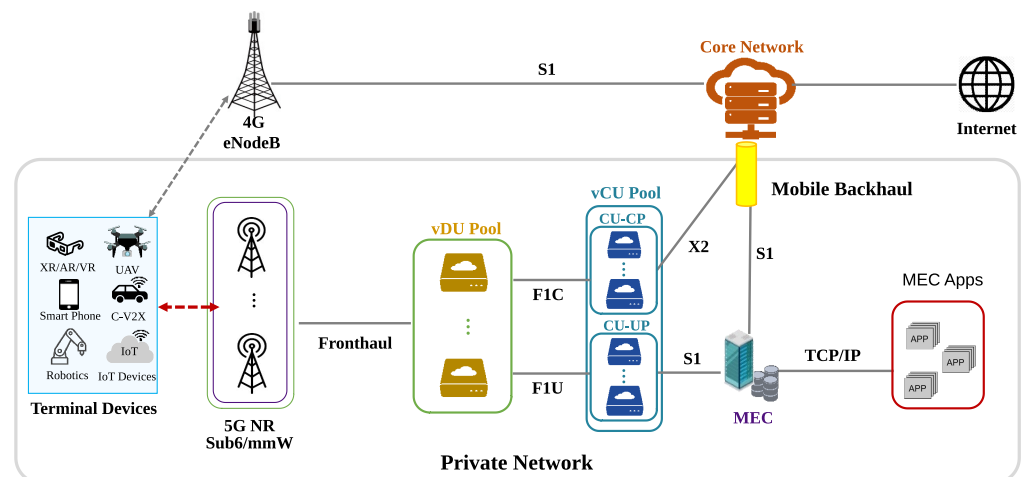 Core Network
S1
4G
eNodeB
Internet
Mobile Backhaul
vCU Pool
CU-CP
vDU Pool
X2
S1
XR/AR/VR
UAV
Smart Phone
C-V2X
IoT
Robotics
IoT Devices
Terminal Devices
5G NR
Sub6/mmW
Fronthaul
F1C
F1U
CU-UP
S1
MEC
TCP/IP
MEC Apps
APP
APP
APP
Private Network